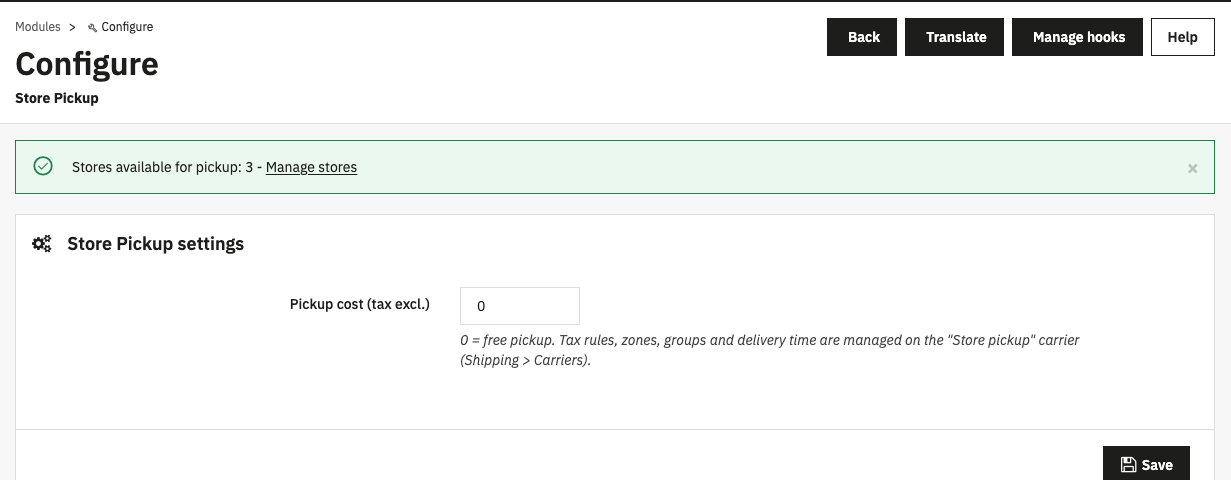 Modules > Configure
Back
Translate
Manage hooks
Help
Configure
Store Pickup
Stores available for pickup: 3 - Manage stores
×
Store Pickup settings
Pickup cost (tax excl.)
0
0 = free pickup. Tax rules, zones, groups and delivery time are managed on the "Store pickup" carrier
(Shipping > Carriers).
Save